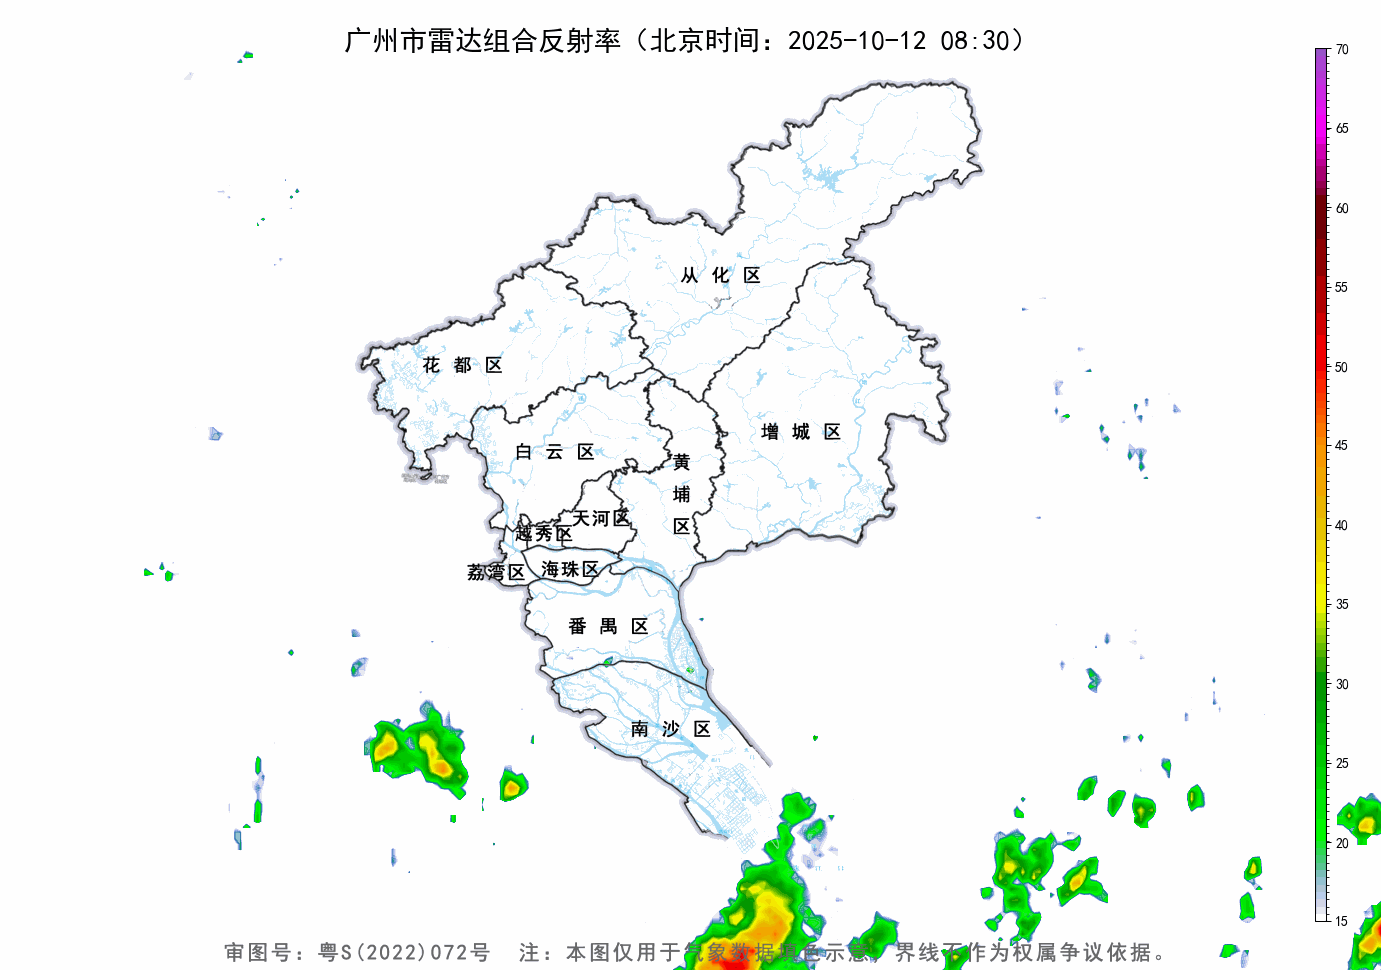 广州市雷达组合反射率（北京时间：2025-10-12 08:30）
70
65
60
55
50
45
40
35
30
25
20
15
从化区
花都区
增城区
白云区
黄埔区
天河区
越秀区
荔湾区
海珠区
番禺区
南沙区
审图号：粤S(2022)072号 注：本图仅用于气象数据填色示意，界线不作为权属争议依据。